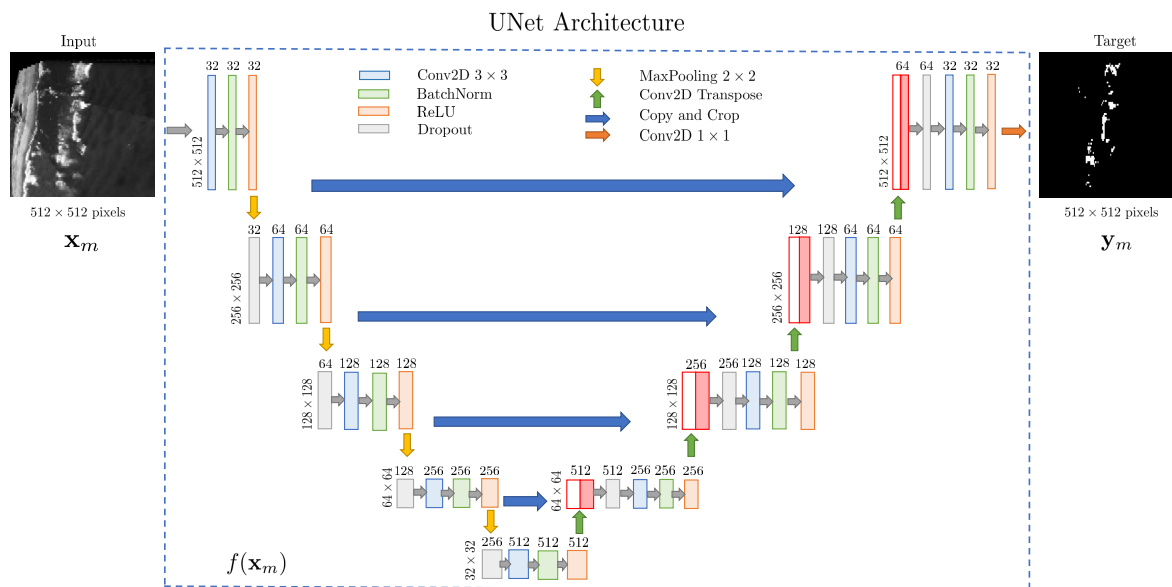 UNet Architecture
Input
Target
512 × 512 pixels
x_m
512 × 512 pixels
y_m
Conv2D 3 × 3
BatchNorm
ReLU
Dropout
MaxPooling 2 × 2
Conv2D Transpose
Copy and Crop
Conv2D 1 × 1
32 32 32
512 × 512
32 64 64 64
256 × 256
64 128 128 128
128 × 128
128 256 256 256
64 × 64
256 512 512 512
32 × 32
512 512 256 256 256
64 × 64
256 256 128 128 128
128 × 128
128 128 64 64 64
256 × 256
64 64 32 32 32
512 × 512
f(x_m)